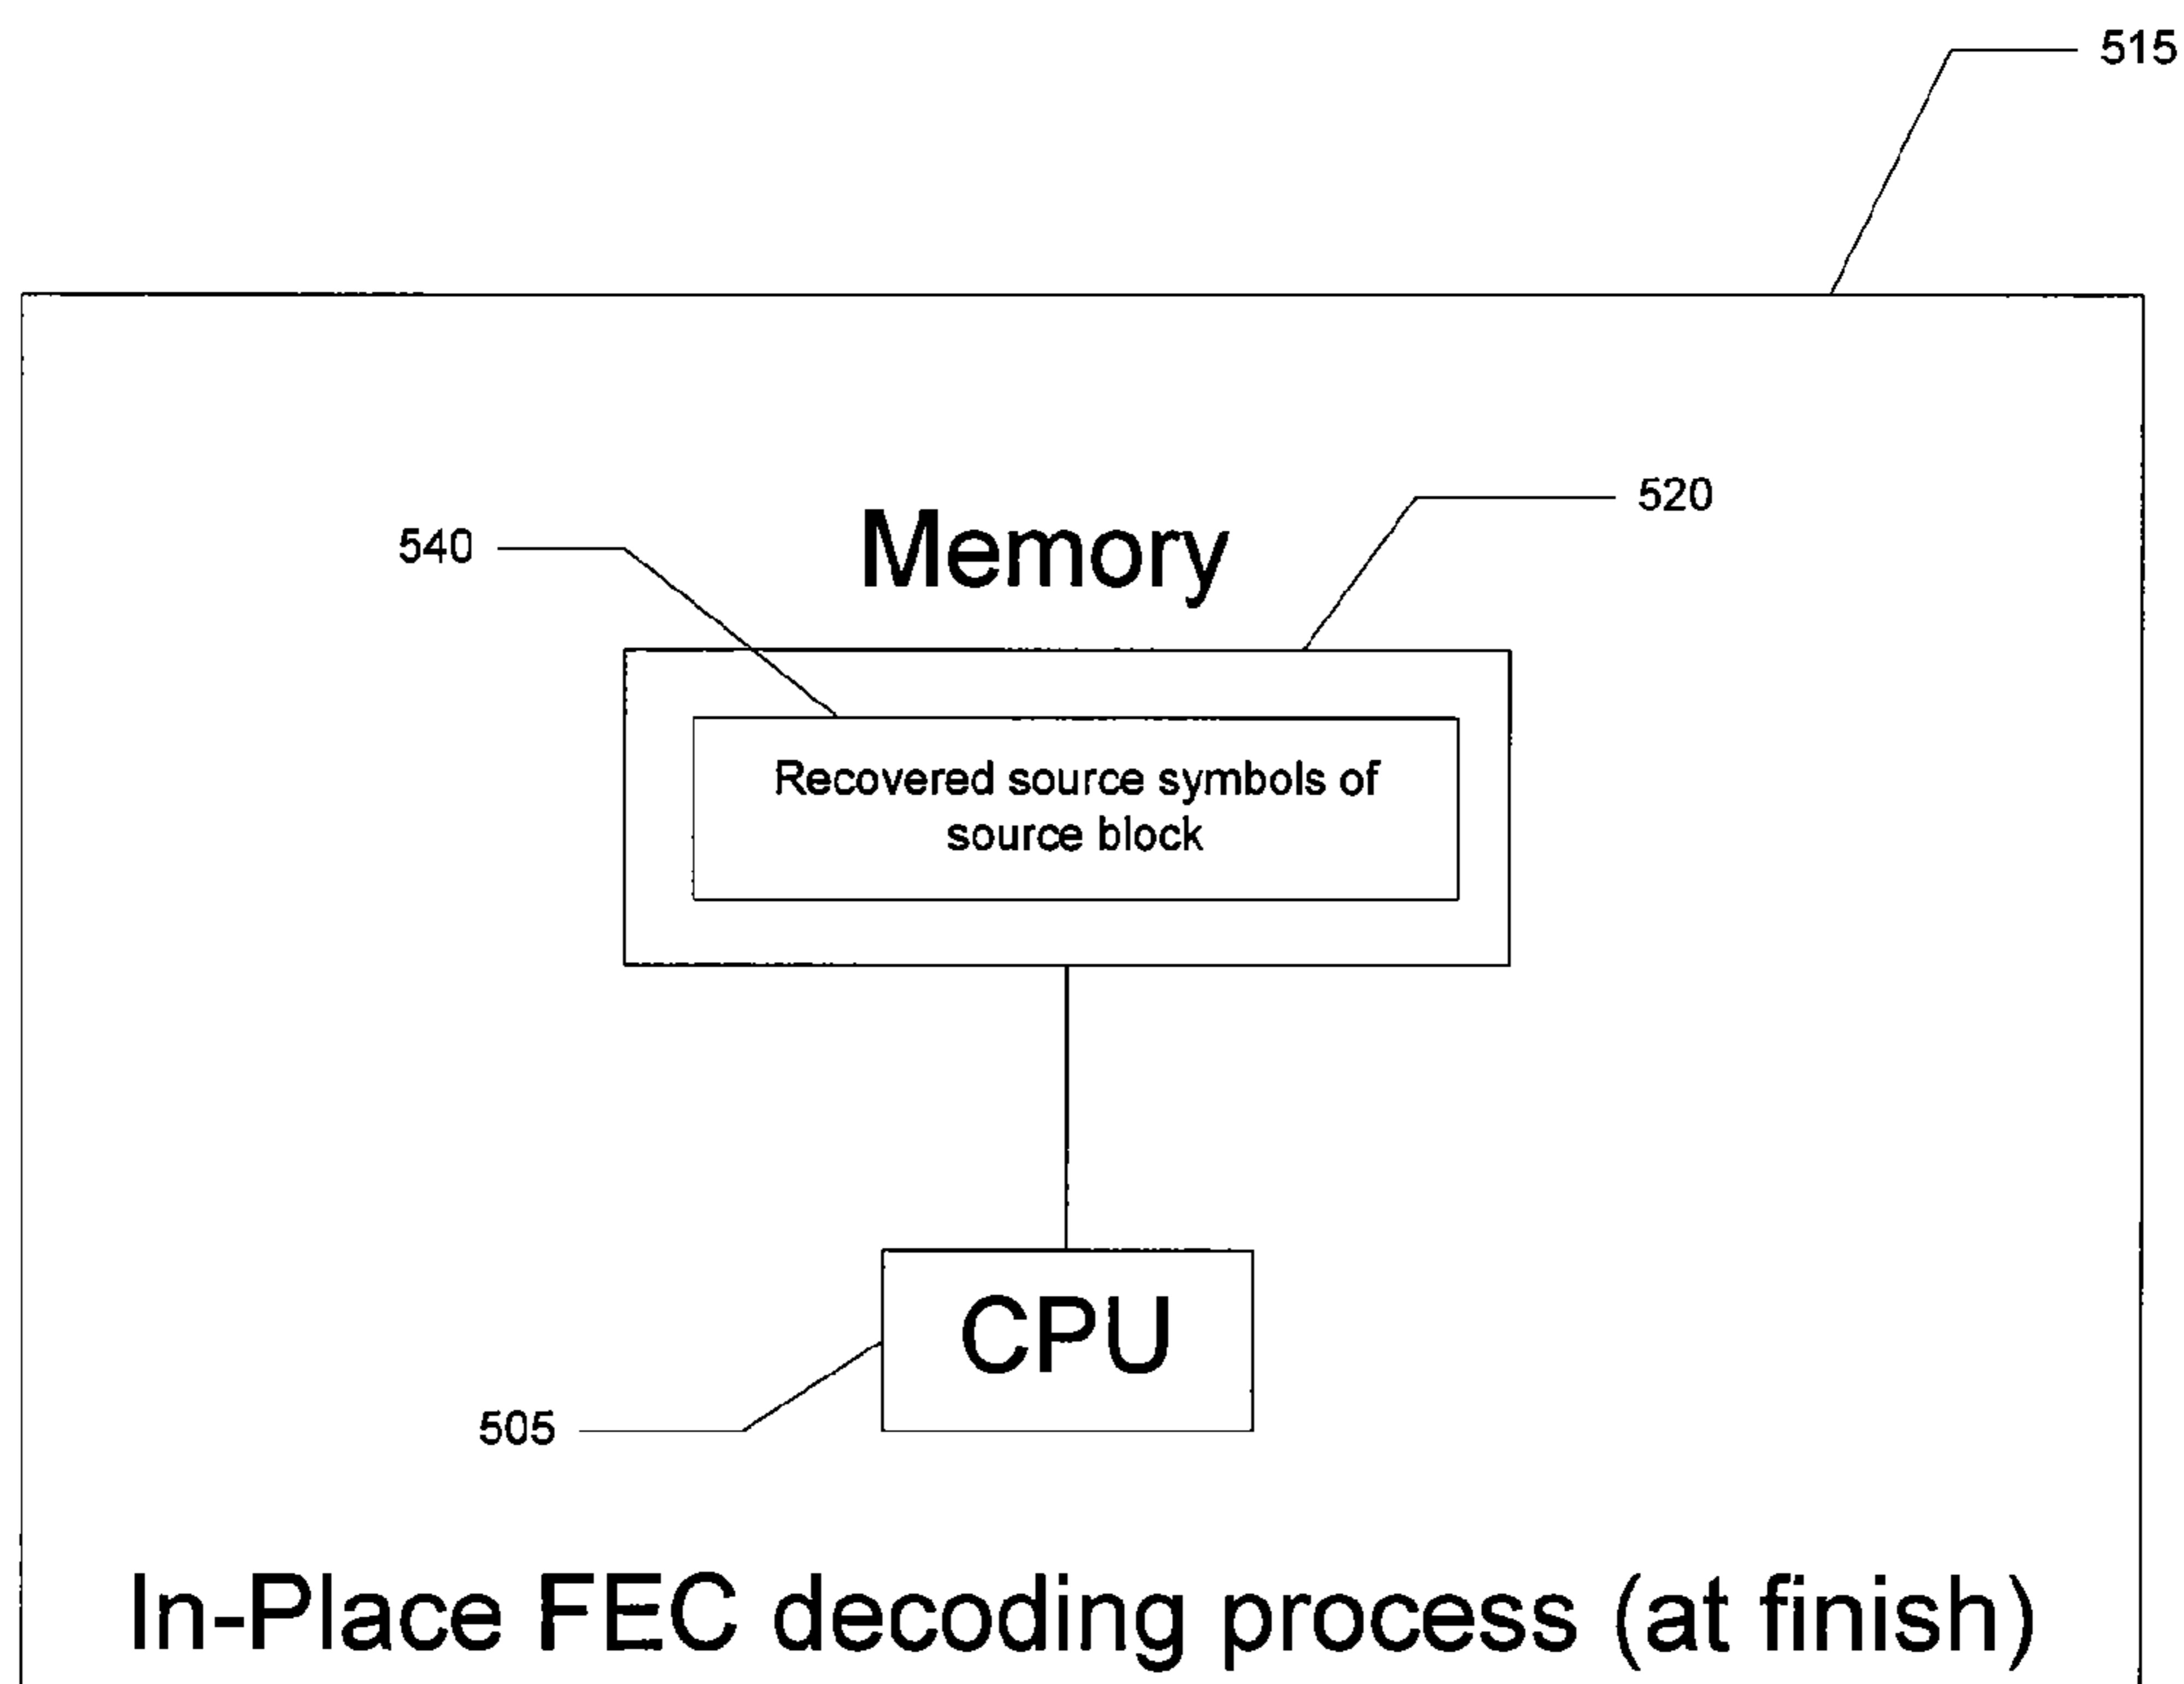 515
520
540
Memory
Recovered source symbols of
source block
CPU
505
In-Place FEC decoding process (at finish)